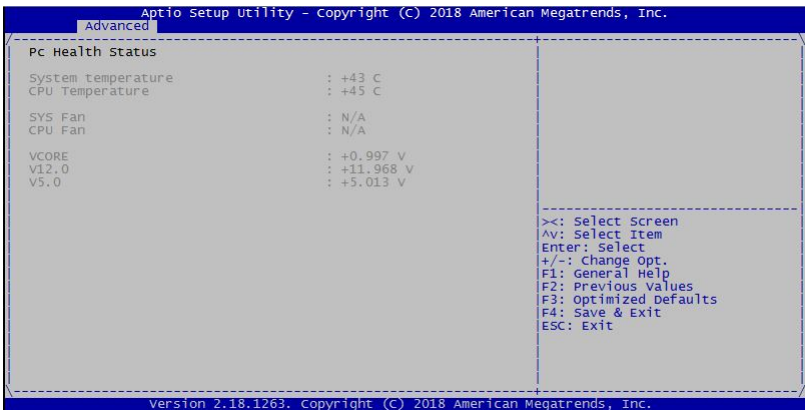 Aptio Setup Utility - Copyright (C) 2018 American Megatrends, Inc.
Advanced
Pc Health Status
System temperature : +43 C
CPU Temperature : +45 C
SYS Fan : N/A
CPU Fan : N/A
VCORE : +0.997 V
V12.0 : +11.968 V
V5.0 : +5.013 V
><: Select Screen
^v: Select Item
Enter: Select
+/-: Change Opt.
F1: General Help
F2: Previous Values
F3: Optimized Defaults
F4: Save & Exit
ESC: Exit
Version 2.18.1263. Copyright (C) 2018 American Megatrends, Inc.